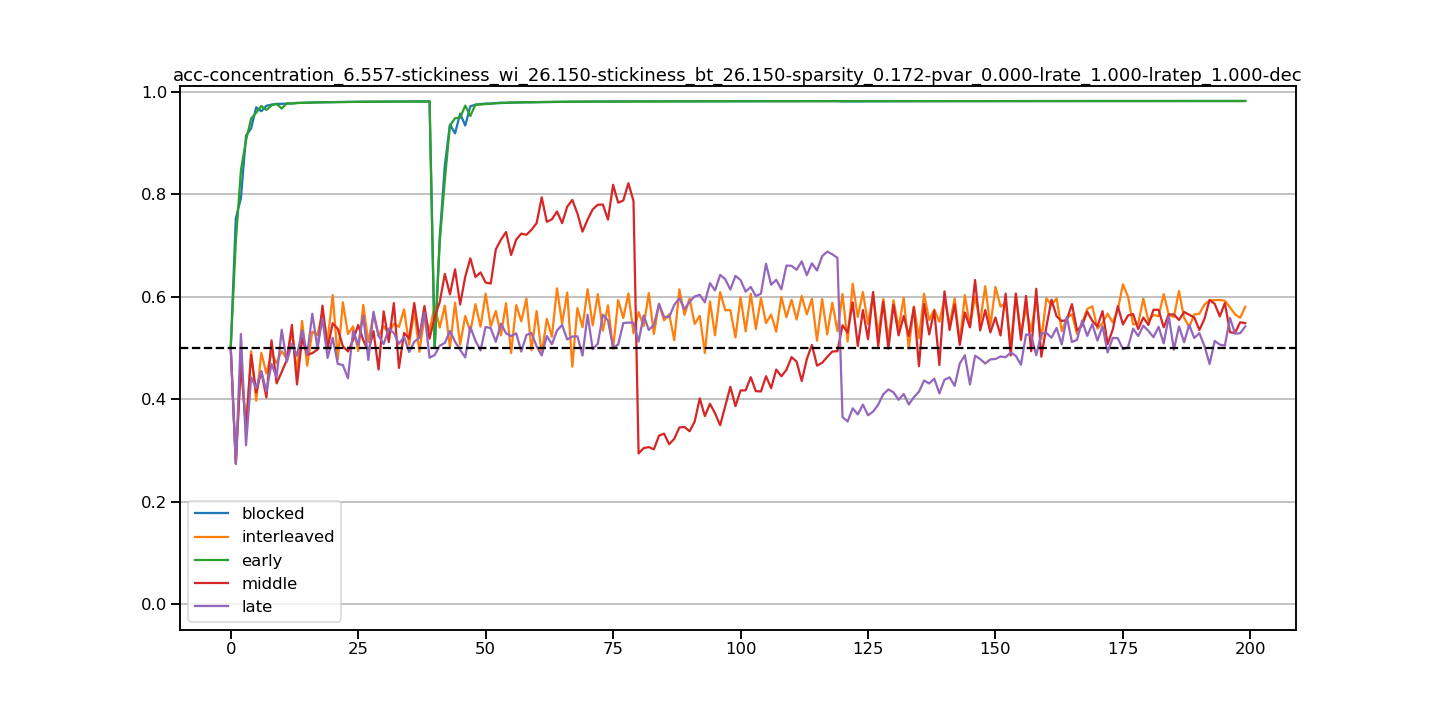 acc-concentration_6.557-stickiness_wi_26.150-stickiness_bt_26.150-sparsity_0.172-pvar_0.000-lrate_1.000-lratep_1.000-dec
1.0
0.8
0.6
0.4
0.2
0.0
blocked
interleaved
early
middle
late
0 25 50 75 100 125 150 175 200